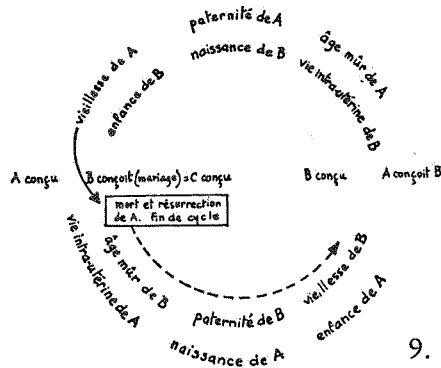 paternité de A
naissance de B
âge mûr de A
vie intra-utérine de B
vieillesse de A
enfance de B
A conçu
B conçoit (mariage) = C conçu
B conçu
A conçoit B
mort et résurrection
de A. fin de cycle
vie intra-utérine de A
âge mûr de B
vieillesse de B
enfance de A
paternité de B
naissance de A
9.